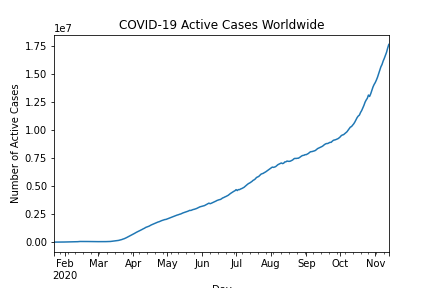 COVID-19 Active Cases Worldwide
1e7
1.75
1.50
1.25
1.00
0.75
0.50
0.25
0.00
Number of Active Cases
Feb Mar Apr May Jun Jul Aug Sep Oct Nov
2020